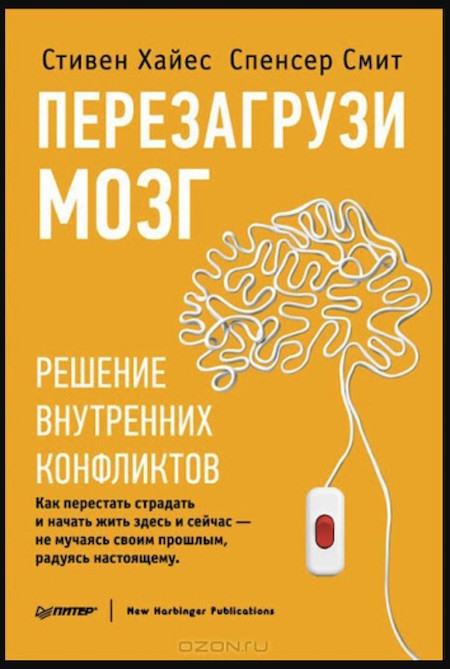 Стивен Хайес Спенсер Смит
ПЕРЕЗАГРУЗИ
МОЗГ
РЕШЕНИЕ
ВНУТРЕННИХ
КОНФЛИКТОВ
Как перестать страдать
и начать жить здесь и сейчас —
не мучаясь своим прошлым,
радуясь настоящему.
ПИТЕР® New Harbinger Publications
OZON.ru